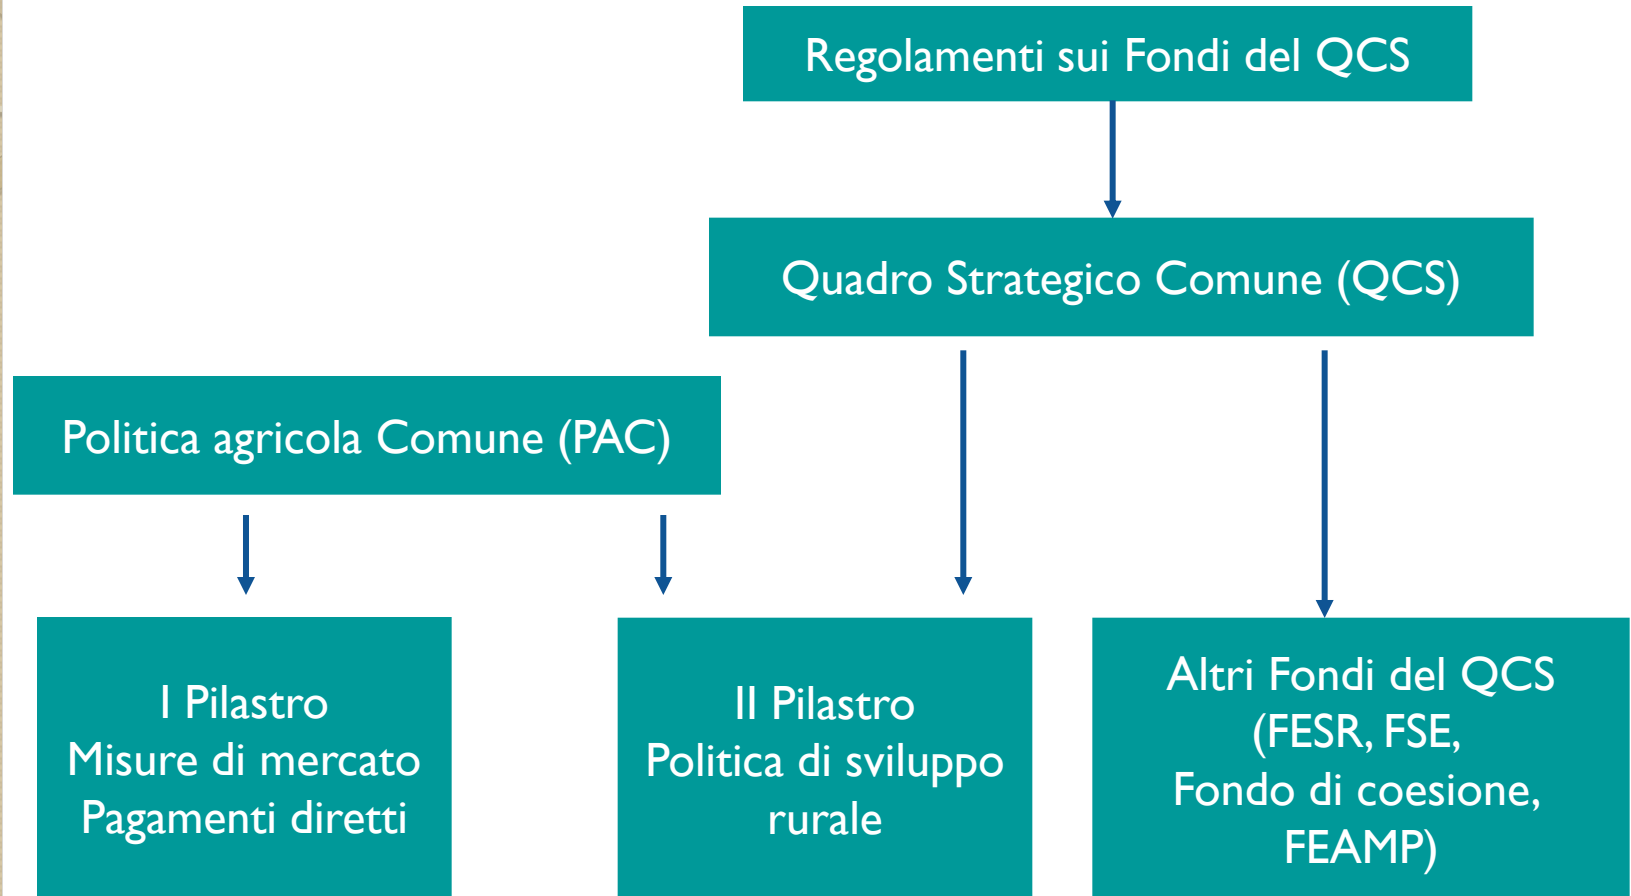 Regolamenti sui Fondi del QCS
Quadro Strategico Comune (QCS)
Politica agricola Comune (PAC)
I Pilastro
Misure di mercato
Pagamenti diretti
II Pilastro
Politica di sviluppo
rurale
Altri Fondi del QCS
(FESR, FSE,
Fondo di coesione,
FEAMP)